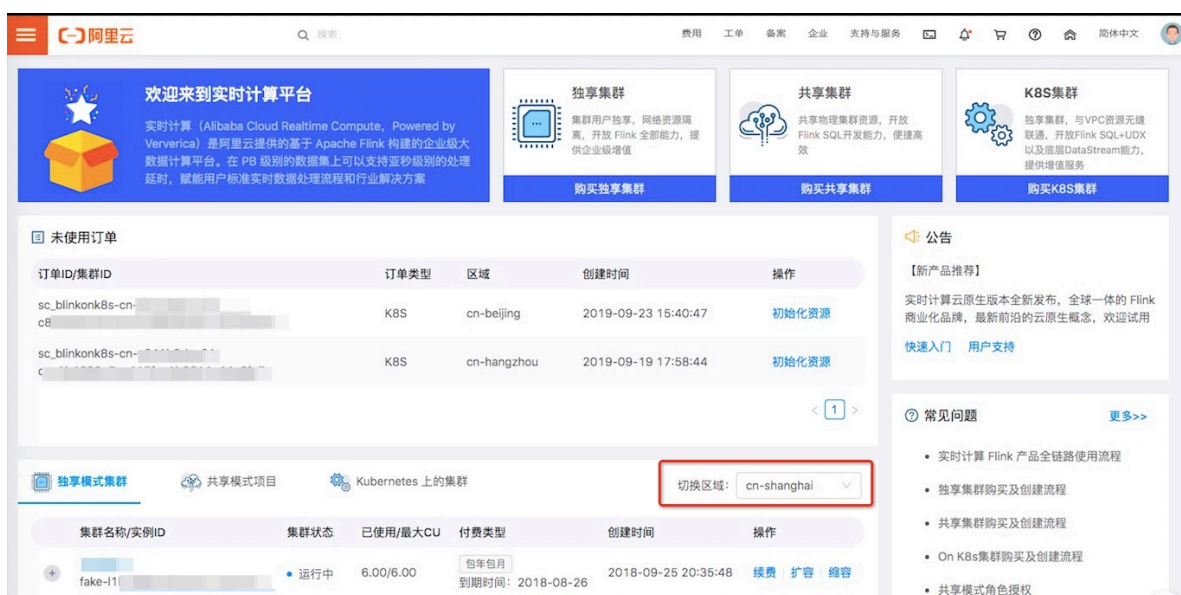 阿里云
搜索
费用 工单 备案 企业 支持与服务 简体中文
欢迎来到实时计算平台
实时计算（Alibaba Cloud Realtime Compute，Powered by
Ververica）是阿里云提供的基于 Apache Flink 构建的企业级大
数据计算平台。在 PB 级别的数据集上可以支持亚秒级别的处理
延时，赋能用户标准实时数据处理流程和行业解决方案
独享集群
集群用户独享，网络资源隔
离，开放 Flink 全部能力，提
供企业级增值
购买独享集群
共享集群
共享物理集群资源，开放
Flink SQL开发能力，便捷高
效
购买共享集群
K8S集群
独享集群，与VPC资源无缝
联通，开放Flink SQL+UDX
以及底层DataStream能力，
提供增值服务
购买K8S集群
未使用订单
订单ID/集群ID 订单类型 区域 创建时间 操作
sc_blinkonk8s-cn- K8S cn-beijing 2019-09-23 15:40:47 初始化资源
c8
sc_blinkonk8s-cn- K8S cn-hangzhou 2019-09-19 17:58:44 初始化资源
< 1 >
公告
【新产品推荐】
实时计算云原生版本全新发布，全球一体的 Flink
商业化品牌，最新前沿的云原生概念，欢迎试用
快速入门 用户支持
常见问题 更多>>
实时计算 Flink 产品全链路使用流程
独享集群购买及创建流程
共享集群购买及创建流程
On K8s集群购买及创建流程
共享模式角色授权
独享模式集群 共享模式项目 Kubernetes 上的集群 切换区域： cn-shanghai
集群名称/实例ID 集群状态 已使用/最大CU 付费类型 创建时间 操作
fake-l1 运行中 6.00/6.00 包年包月 2018-09-25 20:35:48 续费 扩容 缩容
到期时间：2018-08-26